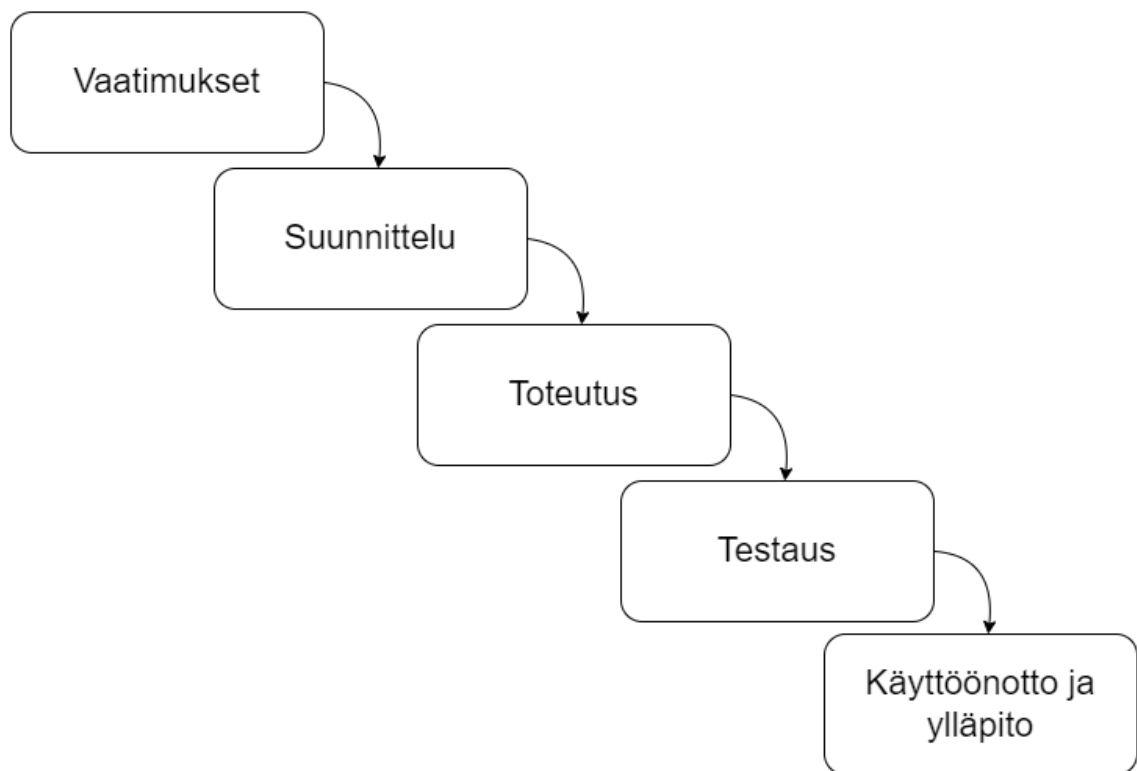 Vaatimukset
Suunnittelu
Toteutus
Testaus
Käyttöönotto ja
ylläpito